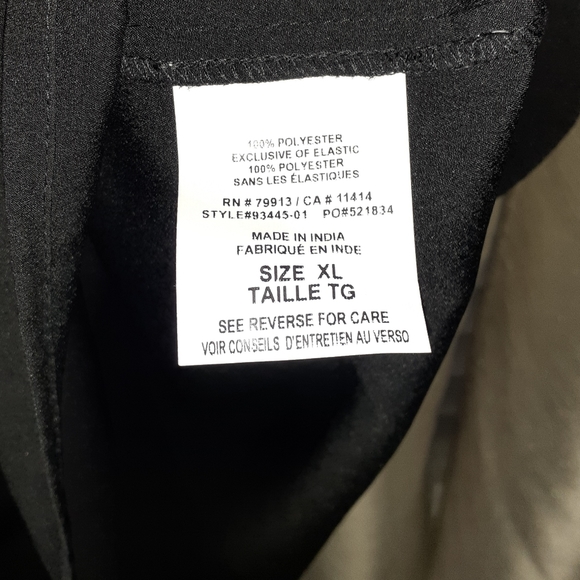 100% POLYESTER
EXCLUSIVE OF ELASTIC
100% POLYESTER
SANS LES ÉLASTIQUES
RN # 79913 / CA # 11414
STYLE#93445-01 PO#521834
MADE IN INDIA
FABRIQUÉ EN INDE
SIZE XL
TAILLE TG
SEE REVERSE FOR CARE
VOIR CONSEILS D'ENTRETIEN AU VERSO